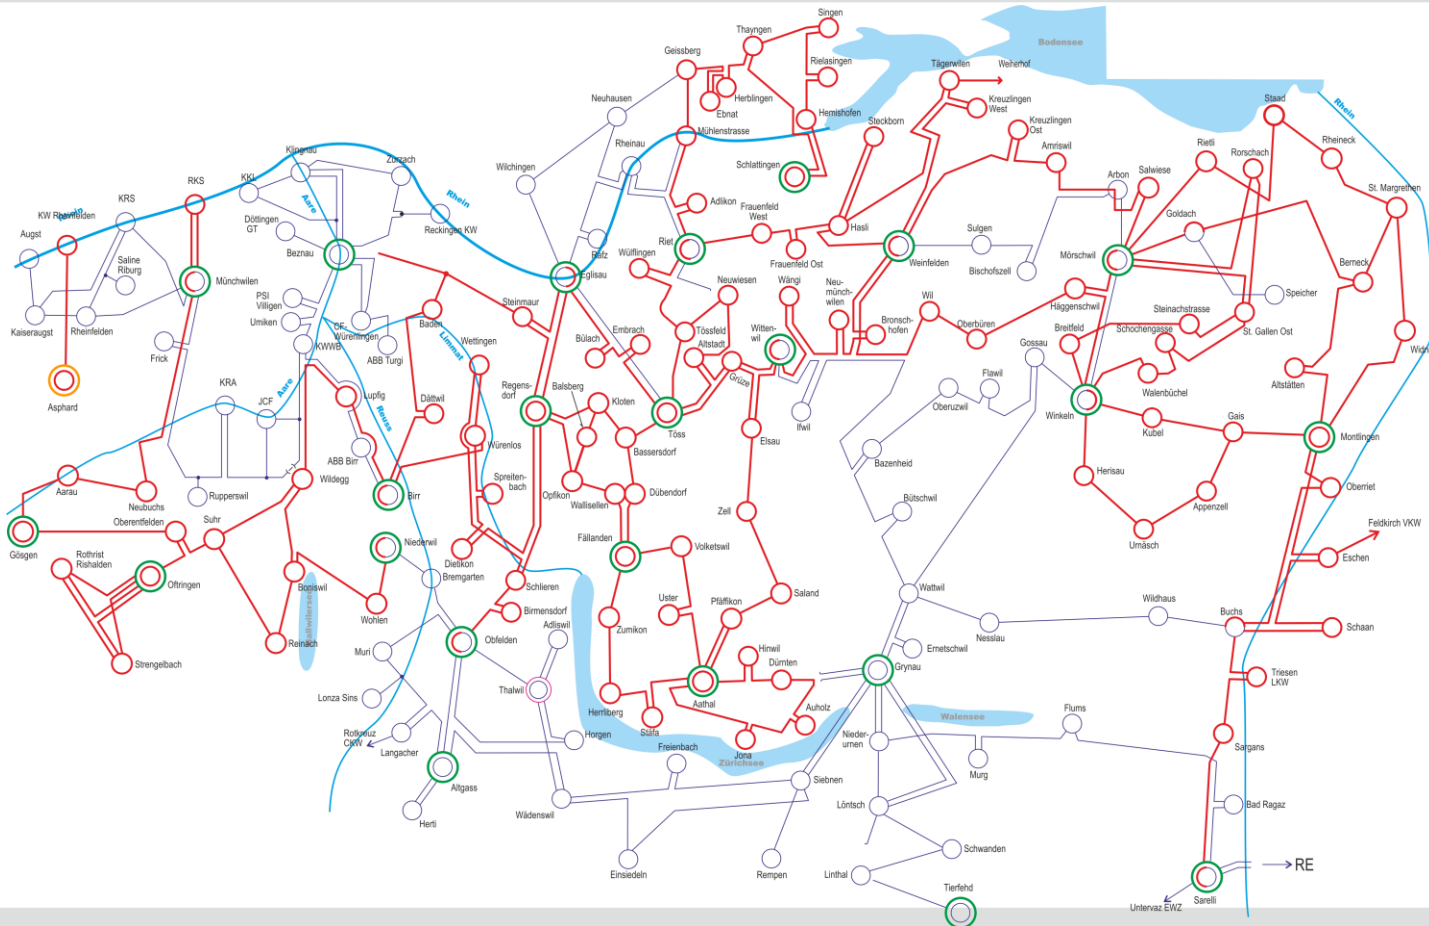 Singen
Thayngen
Geissberg
Rielasingen
Bodensee
Tägerwilen
Weiherhof
Neuhausen
Herblingen
Ebnat
Hemishofen
Kreuzlingen
West
Staad
Rhein
Steckborn
Kreuzlingen
Ost
Mühlenstrasse
Rheinau
Klingnau
Zurzach
Wilchingen
Schlattingen
Amriswil
Rietli
Rorschach
Rheineck
KKL
RKS
Salwiese
Arbon
St. Margrethen
Aare
Rhein
KRS
KW Rheinfelden
Augst
Döttingen
GT
Reckingen KW
Adlikon
Frauenfeld
West
Hasli
Goldach
Sulgen
Beznau
Rafz
Riet
Wülflingen
Frauenfeld Ost
Weinfelden
Bischofszell
Mörschwil
Berneck
Saline
Riburg
Münchwilen
Eglisau
Neuwiesen
Wängi
Neu-
münch-
wilen
Wil
Häggenschwil
Speicher
PSI
Villigen
Umiken
Steinmaur
Baden
Steinachstrasse
Kaiseraugst
Rheinfelden
CF-
Würenlingen
Embrach
Bülach
Tössfeld
Altstadt
Witten-
wil
Bronsch-
hofen
Oberbüren
Breitfeld
Schochengasse
St. Gallen Ost
Frick
KWWB
ABB Turgi
Wettingen
Limmat
Grüze
Gossau
Altstätten
Asphard
KRA
Aare
JCF
Lupfig
Reuss
Dättwil
Regens-
dorf
Balsberg
Kloten
Flawil
Oberuzwil
Walenbüchel
Winkeln
Töss
Ifwil
Kubel
Gais
Montlingen
Würenlos
Bassersdorf
Elsau
Bazenheid
ABB Birr
Wildegg
Aarau
Neubuchs
Rupperswil
Birr
Spreiten-
bach
Opfikon
Wallisellen
Dübendorf
Bütschwil
Herisau
Appenzell
Oberriet
Zell
Oberentfelden
Suhr
Gösgen
Urnäsch
Feldkirch VKW
Niederwil
Dietikon
Fällanden
Volketswil
Eschen
Rothrist
Rishalden
Oftringen
Boniswil
Bremgarten
Schlieren
Wattwil
Saland
Wohlen
Birmensdorf
Uster
Pfäffikon
Wildhaus
Buchs
Adliswil
Zumikon
Nesslau
Schaan
Reinach
Obfelden
Muri
Hinwil
Ernetschwil
Strengelbach
Dürnten
Grynau
Triesen
LKW
Lonza Sins
Thalwil
Aathal
Herrliberg
Auholz
Stäfa
Walensee
Flums
Rotkreuz
CKW
Langacher
Horgen
Freienbach
Jona
Zürichsee
Nieder-
urnen
Sargans
Murg
Altgass
Siebnen
Herti
Wädenswil
Löntsch
Bad Ragaz
Schwanden
Einsiedeln
Rempen
Linthal
RE
Tierfehd
Sarelli
Untervaz EWZ